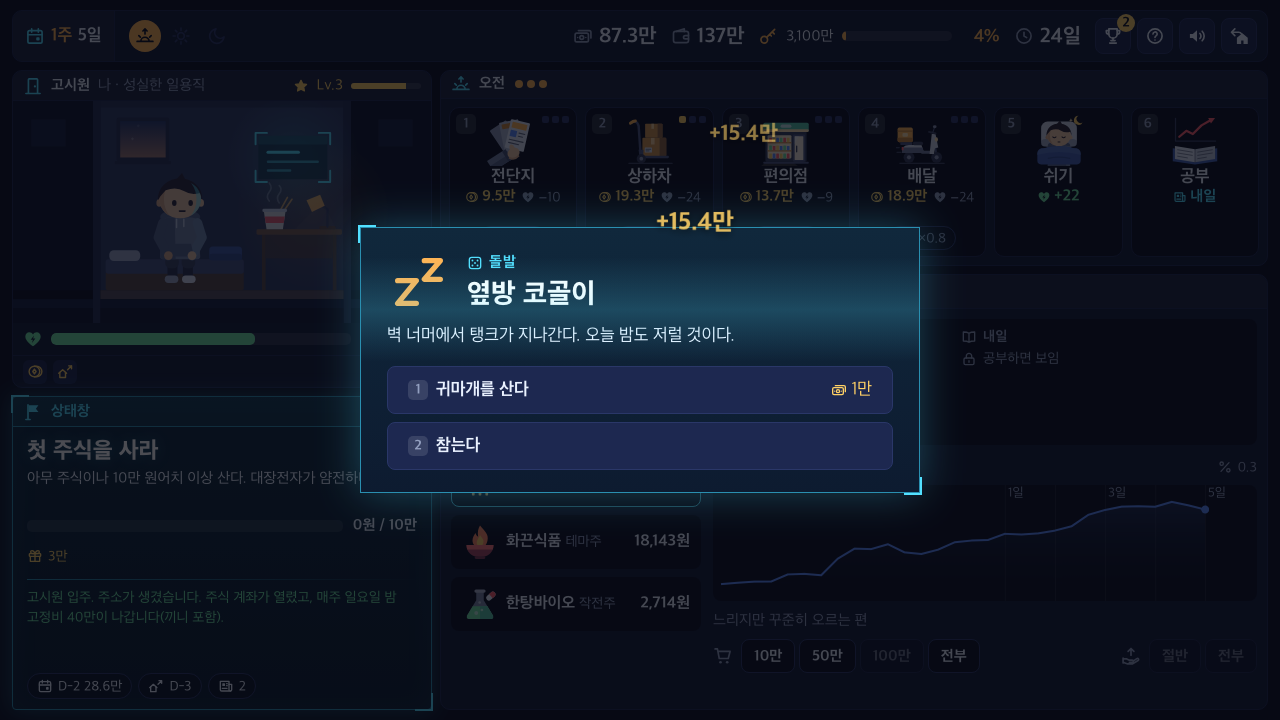 1주 5일
87.3만
137만
3,100만
4%
24일
2
고시원 나 · 성실한 일용직
Lv.3
오전
1
전단지
9.5만 −10
2
상하차
19.3만 −24
3
편의점
13.7만 −9
4
배달
18.9만 −24
×0.8
5
쉬기
+22
6
공부
내일
+15.4만
+15.4만
돌발
옆방 코골이
벽 너머에서 탱크가 지나간다. 오늘 밤도 저럴 것이다.
1 귀마개를 산다 1만
2 참는다
내일
공부하면 보임
상태창
첫 주식을 사라
아무 주식이나 10만 원어치 이상 산다. 대장전자가 얌전하
0원 / 10만
3만
고시원 입주. 주소가 생겼습니다. 주식 계좌가 열렸고, 매주 일요일 밤
고정비 40만이 나갑니다(끼니 포함).
D-2 28.6만
D-3
2
화끈식품 테마주 18,143원
한탕바이오 작전주 2,714원
% 0.3
1일
3일
5일
느리지만 꾸준히 오르는 편
10만
50만
100만
전부
절반
전부